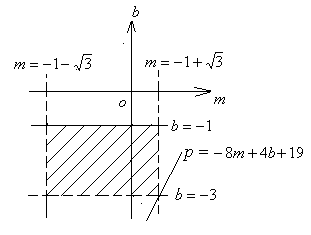 b
m = −1 − √3
m = −1 + √3
o
m
b = −1
p = −8m + 4b + 19
b = −3